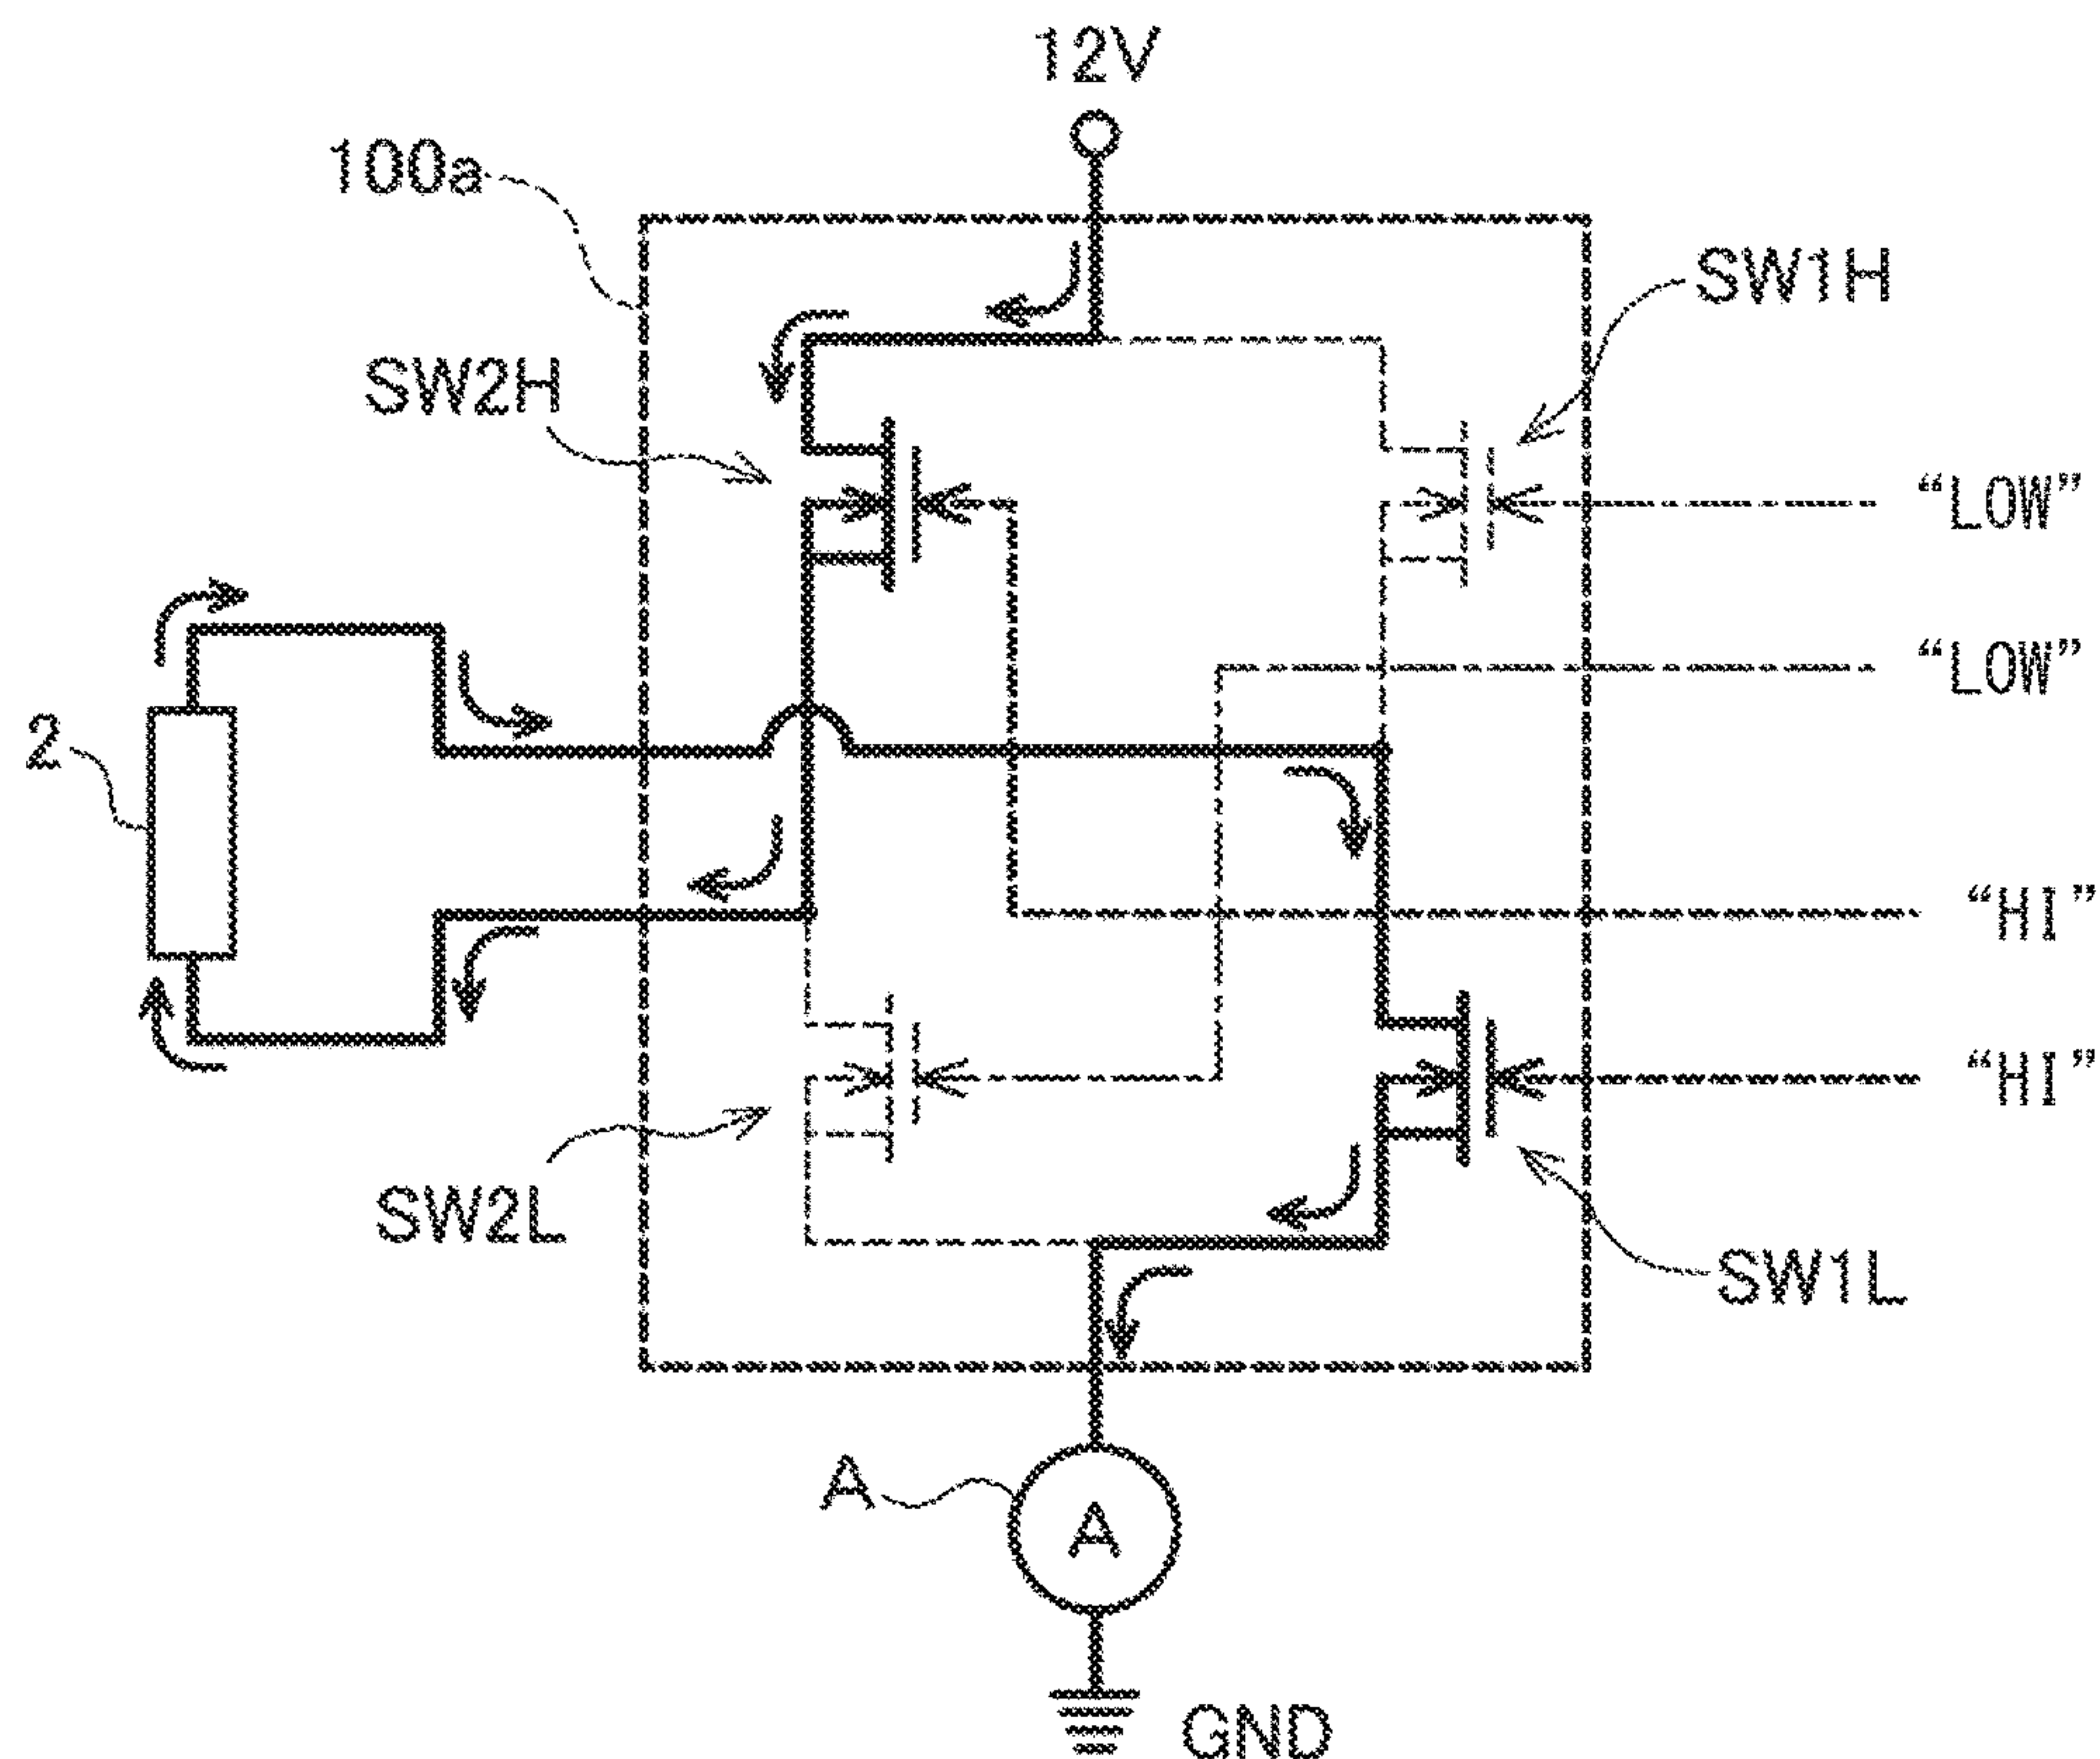 12V
100a
SW1H
SW2H
“LOW”
“LOW”
2
“HI”
“HI”
SW2L
SW1L
A
A
GND